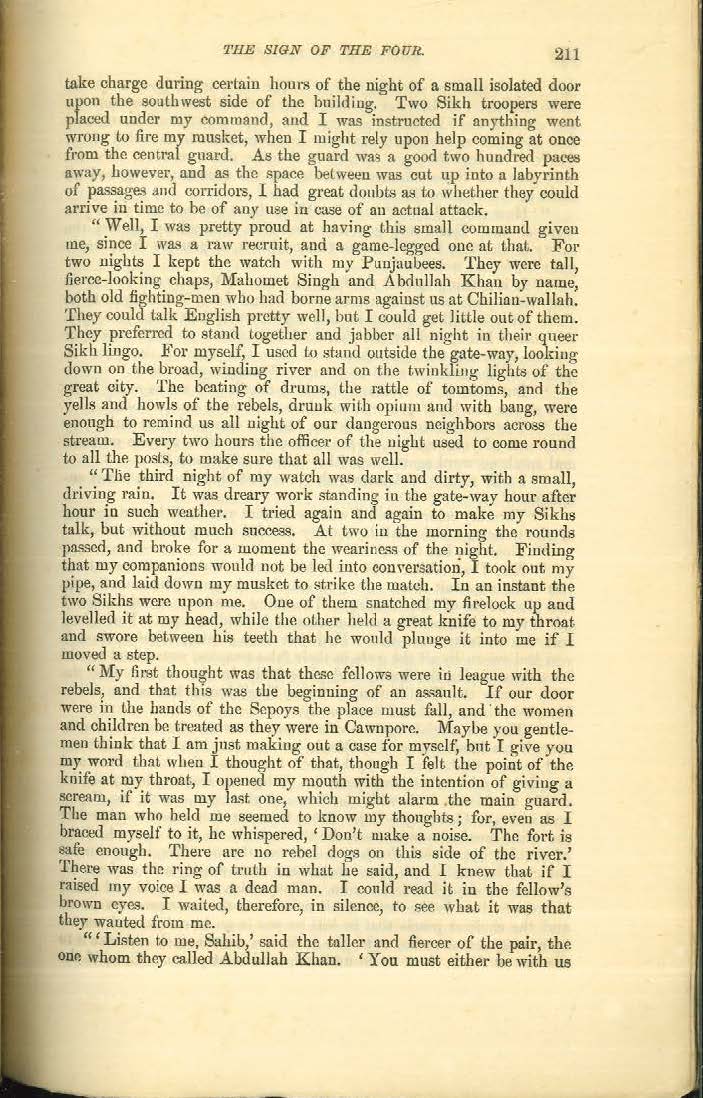 THE SIGN OF THE FOUR. 211
take charge during certain hours of the night of a small isolated door
upon the southwest side of the building. Two Sikh troopers were
placed under my command, and I was instructed if anything went
wrong to fire my musket, when I might rely upon help coming at once
from the central guard. As the guard was a good two hundred paces
away, however, and as the space between was cut up into a labyrinth
of passages and corridors, I had great doubts as to whether they could
arrive in time to be of any use in case of an actual attack.
“Well, I was pretty proud at having this small command given
me, since I was a raw recruit, and a game-legged one at that. For
two nights I kept the watch with my Punjaubees. They were tall,
fierce-looking chaps, Mahomet Singh and Abdullah Khan by name,
both old fighting-men who had borne arms against us at Chilian-wallah.
They could talk English pretty well, but I could get little out of them.
They preferred to stand together and jabber all night in their queer
Sikh lingo. For myself, I used to stand outside the gate-way, looking
down on the broad, winding river and on the twinkling lights of the
great city. The beating of drums, the rattle of tomtoms, and the
yells and howls of the rebels, drunk with opium and with bang, were
enough to remind us all night of our dangerous neighbors across the
stream. Every two hours the officer of the night used to come round
to all the posts, to make sure that all was well.
“The third night of my watch was dark and dirty, with a small,
driving rain. It was dreary work standing in the gate-way hour after
hour in such weather. I tried again and again to make my Sikhs
talk, but without much success. At two in the morning the rounds
passed, and broke for a moment the weariness of the night. Finding
that my companions would not be led into conversation, I took out my
pipe, and laid down my musket to strike the match. In an instant the
two Sikhs were upon me. One of them snatched my firelock up and
levelled it at my head, while the other held a great knife to my throat
and swore between his teeth that he would plunge it into me if I
moved a step.
“My first thought was that these fellows were in league with the
rebels, and that this was the beginning of an assault. If our door
were in the hands of the Sepoys the place must fall, and the women
and children be treated as they were in Cawnpore. Maybe you gentle-
men think that I am just making out a case for myself, but I give you
my word that when I thought of that, though I felt the point of the
knife at my throat, I opened my mouth with the intention of giving a
scream, if it was my last one, which might alarm the main guard.
The man who held me seemed to know my thoughts; for, even as I
braced myself to it, he whispered, ‘Don’t make a noise. The fort is
safe enough. There are no rebel dogs on this side of the river.’
There was the ring of truth in what he said, and I knew that if I
raised my voice I was a dead man. I could read it in the fellow’s
brown eyes. I waited, therefore, in silence, to see what it was that
they wanted from me.
“‘Listen to me, Sahib,’ said the taller and fiercer of the pair, the
one whom they called Abdullah Khan. ‘You must either be with us